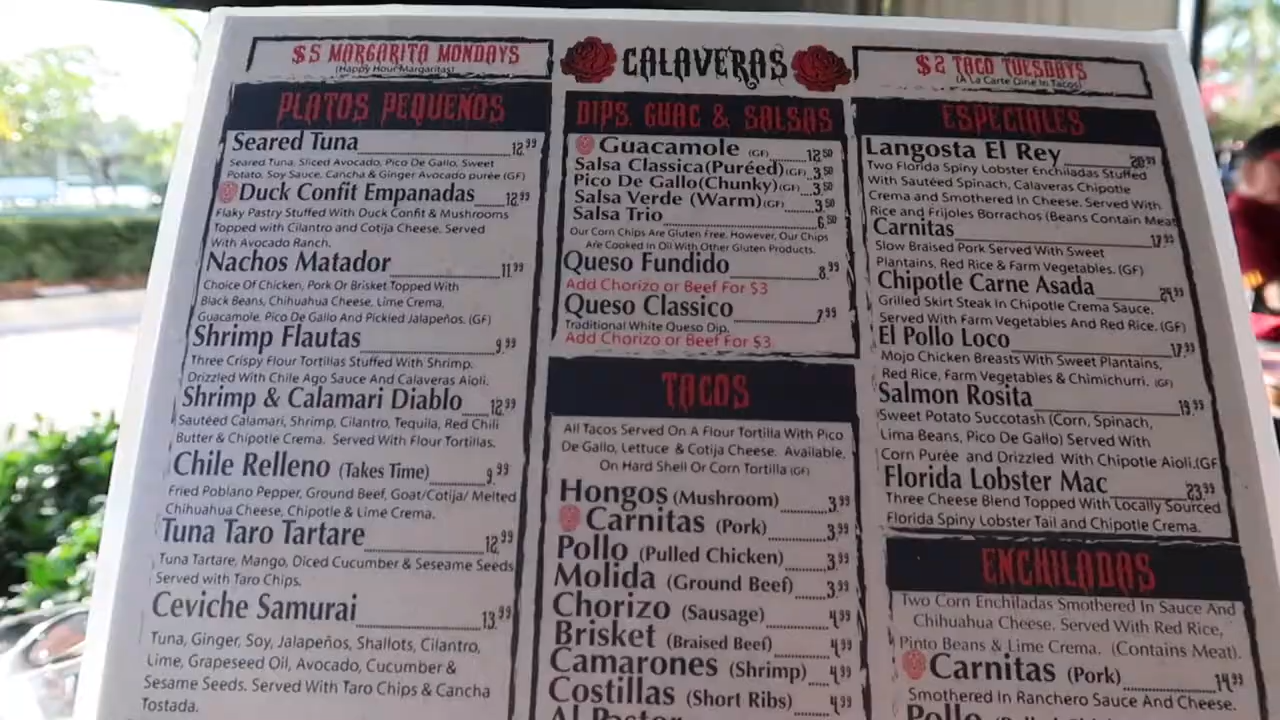 $5 MARGARITA MONDAYS
(Happy Hour Margaritas)
CALAVERAS
$2 TACO TUESDAYS
(A La Carte Dine In Tacos)
PLATOS PEQUENOS
Seared Tuna 12.99
Seared Tuna, Sliced Avocado, Pico De Gallo, Sweet
Potato, Soy Sauce, Cancha & Ginger Avocado purée (GF)
Duck Confit Empanadas 12.99
Flaky Pastry Stuffed With Duck Confit & Mushrooms
Topped with Cilantro and Cotija Cheese. Served
With Avocado Ranch.
Nachos Matador 11.99
Choice Of Chicken, Pork Or Brisket Topped With
Black Beans, Chihuahua Cheese, Lime Crema,
Guacamole, Pico De Gallo And Pickled Jalapeños. (GF)
Shrimp Flautas 9.99
Three Crispy Flour Tortillas Stuffed With Shrimp.
Drizzled With Chile Ago Sauce And Calaveras Aioli.
Shrimp & Calamari Diablo 12.99
Sautéed Calamari, Shrimp, Cilantro, Tequila, Red Chili
Butter & Chipotle Crema. Served With Flour Tortillas.
Chile Relleno (Takes Time) 9.99
Fried Poblano Pepper, Ground Beef, Goat/Cotija/ Melted
Chihuahua Cheese, Chipotle & Lime Crema.
Tuna Taro Tartare 12.99
Tuna Tartare, Mango, Diced Cucumber & Seseame Seeds
Served with Taro Chips.
Ceviche Samurai 13.99
Tuna, Ginger, Soy, Jalapeños, Shallots, Cilantro,
Lime, Grapeseed Oil, Avocado, Cucumber &
Sesame Seeds. Served With Taro Chips & Cancha
Tostada.
DIPS, GUAC & SALSAS
Guacamole (GF) 12.50
Salsa Classica(Puréed)(GF) 3.50
Pico De Gallo(Chunky)(GF) 3.50
Salsa Verde (Warm)(GF) 3.50
Salsa Trio 6.50
Our Corn Chips Are Gluten Free. However, Our Chips
Are Cooked In Oil With Other Gluten Products.
Queso Fundido 8.99
Add Chorizo or Beef For $3
Queso Classico 7.99
Traditional White Queso Dip.
Add Chorizo or Beef For $3.
TACOS
All Tacos Served On A Flour Tortilla With Pico
De Gallo, Lettuce & Cotija Cheese. Available,
On Hard Shell Or Corn Tortilla (GF)
Hongos (Mushroom) 3.99
Carnitas (Pork) 3.99
Pollo (Pulled Chicken) 3.99
Molida (Ground Beef) 3.99
Chorizo (Sausage) 4.99
Brisket (Braised Beef) 4.99
Camarones (Shrimp) 4.99
Costillas (Short Ribs) 4.99
Al Pastor
ESPECIALES
Langosta El Rey
Two Florida Spiny Lobster Enchiladas Stuffed
With Sautéed Spinach, Calaveras Chipotle
Crema and Smothered In Cheese. Served With
Rice and Frijoles Borrachos (Beans Contain Meat
Carnitas 17.99
Slow Braised Pork Served With Sweet
Plantains, Red Rice & Farm Vegetables. (GF)
Chipotle Carne Asada
Grilled Skirt Steak In Chipotle Crema Sauce.
Served With Farm Vegetables And Red Rice. (GF)
El Pollo Loco 17.99
Mojo Chicken Breasts With Sweet Plantains,
Red Rice, Farm Vegetables & Chimichurri. (GF)
Salmon Rosita 19.99
Sweet Potato Succotash (Corn, Spinach,
Lima Beans, Pico De Gallo) Served With
Corn Purée and Drizzled With Chipotle Aioli.(GF
Florida Lobster Mac 23.99
Three Cheese Blend Topped With Locally Sourced
Florida Spiny Lobster Tail and Chipotle Crema.
ENCHILADAS
Two Corn Enchiladas Smothered In Sauce And
Chihuahua Cheese. Served With Red Rice,
Pinto Beans & Lime Crema. (Contains Meat).
Carnitas (Pork) 14.99
Smothered In Ranchero Sauce And Cheese.
Pollo